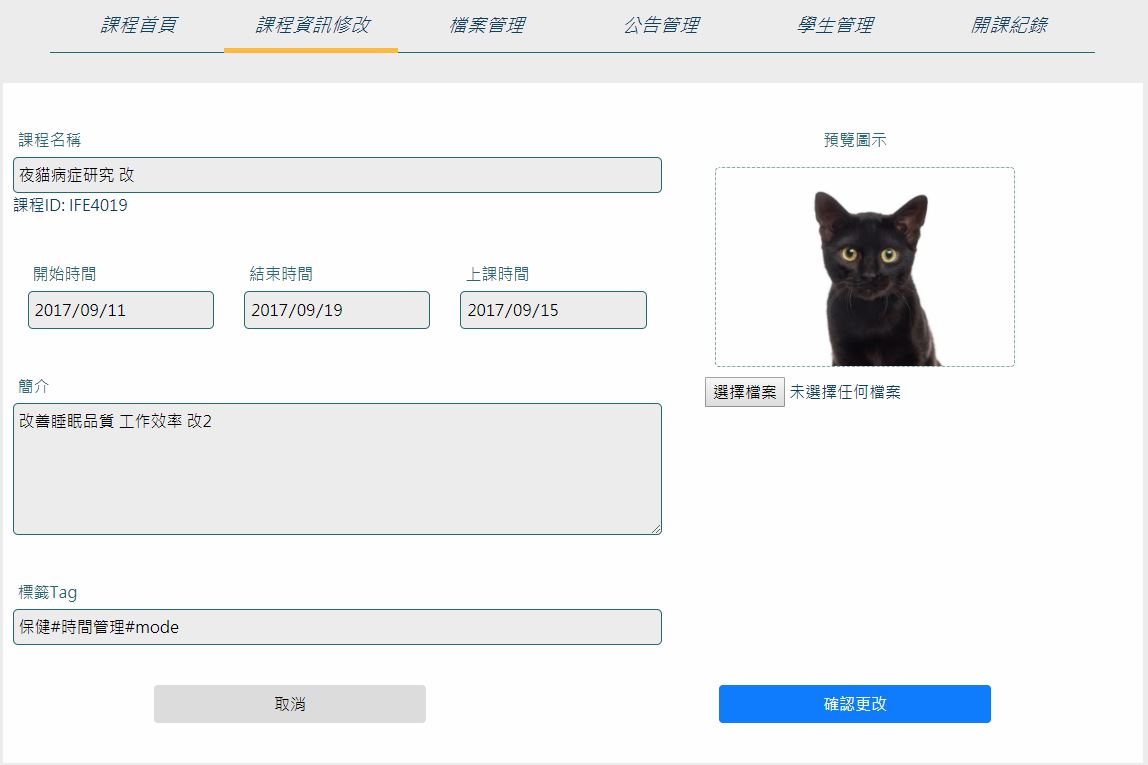 課程首頁 課程資訊修改 檔案管理 公告管理 學生管理 開課紀錄
課程名稱
夜貓病症研究 改
課程ID: IFE4019
開始時間 結束時間 上課時間
2017/09/11 2017/09/19 2017/09/15
簡介
改善睡眠品質 工作效率 改2
標籤Tag
保健#時間管理#mode
預覽圖示
選擇檔案 未選擇任何檔案
取消 確認更改